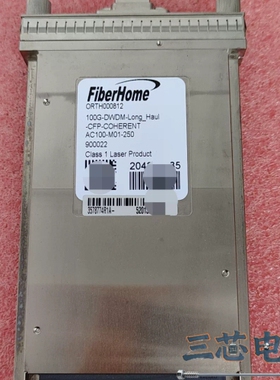 FiberHome
ORTH000812
100G-DWDM-Long_Haul
-CFP-COHERENT
AC100-M01-250
900022
Class 1 Laser Product
三芯电